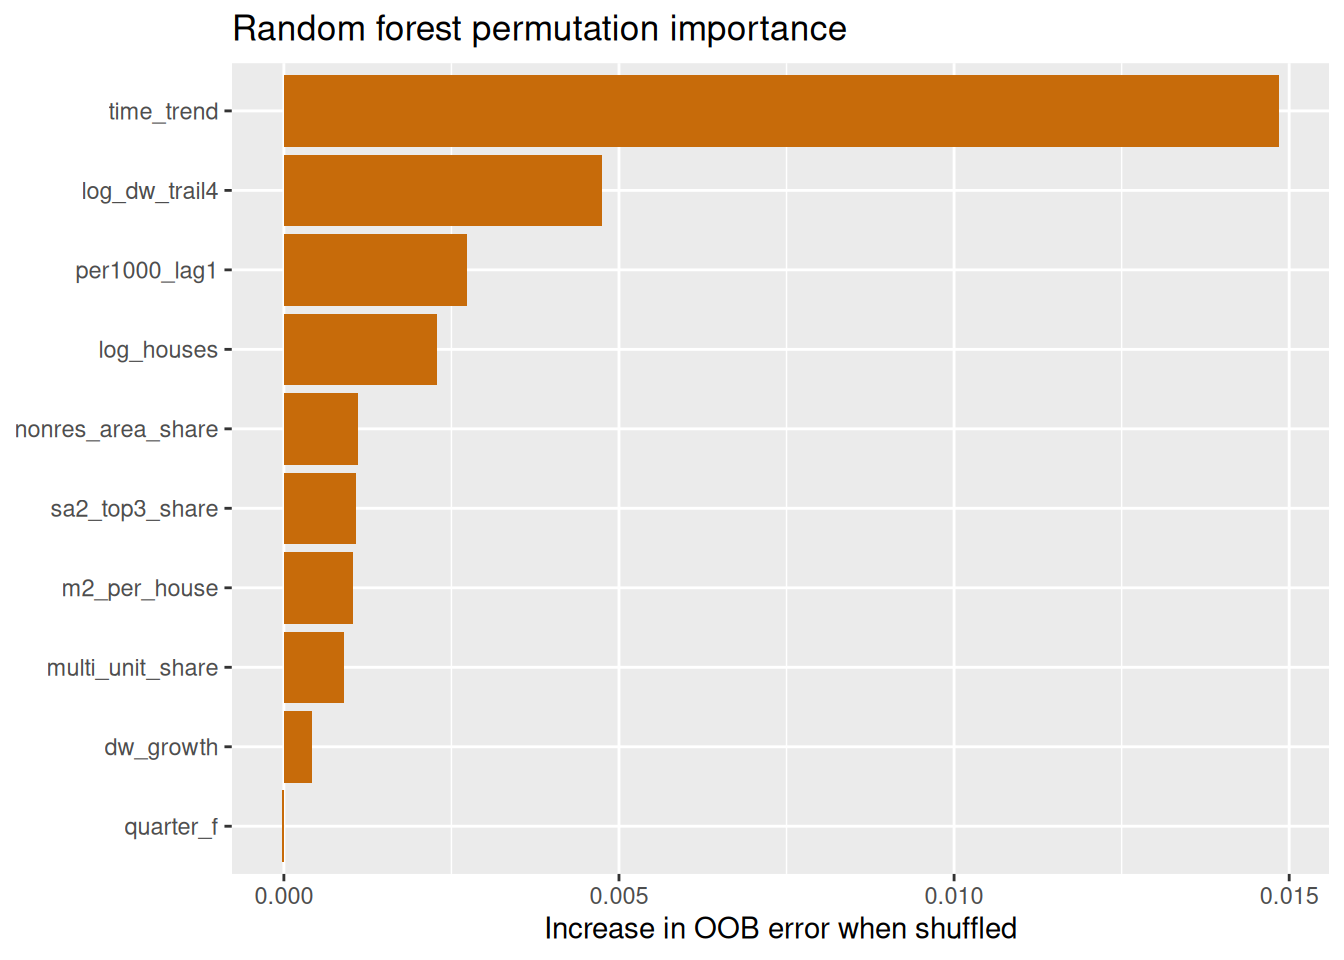 Random forest permutation importance
time_trend
log_dw_trail4
per1000_lag1
log_houses
nonres_area_share
sa2_top3_share
m2_per_house
multi_unit_share
dw_growth
quarter_f
0.000 0.005 0.010 0.015
Increase in OOB error when shuffled